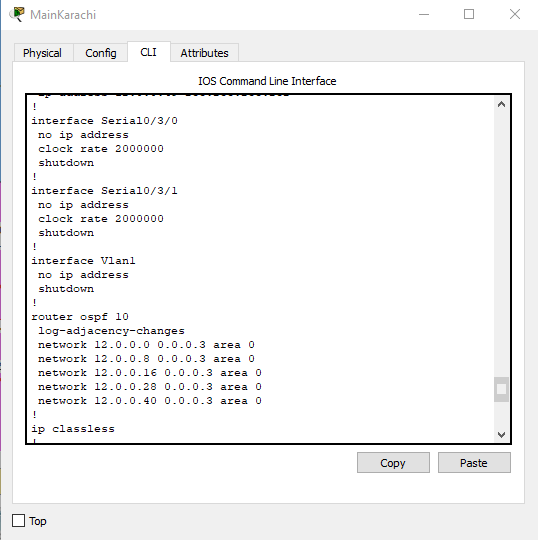 MainKarachi
Physical Config CLI Attributes
IOS Command Line Interface
!
interface Serial0/3/0
no ip address
clock rate 2000000
shutdown
!
interface Serial0/3/1
no ip address
clock rate 2000000
shutdown
!
interface Vlan1
no ip address
shutdown
!
router ospf 10
log-adjacency-changes
network 12.0.0.0 0.0.0.3 area 0
network 12.0.0.8 0.0.0.3 area 0
network 12.0.0.16 0.0.0.3 area 0
network 12.0.0.28 0.0.0.3 area 0
network 12.0.0.40 0.0.0.3 area 0
!
ip classless
!
Copy Paste
Top